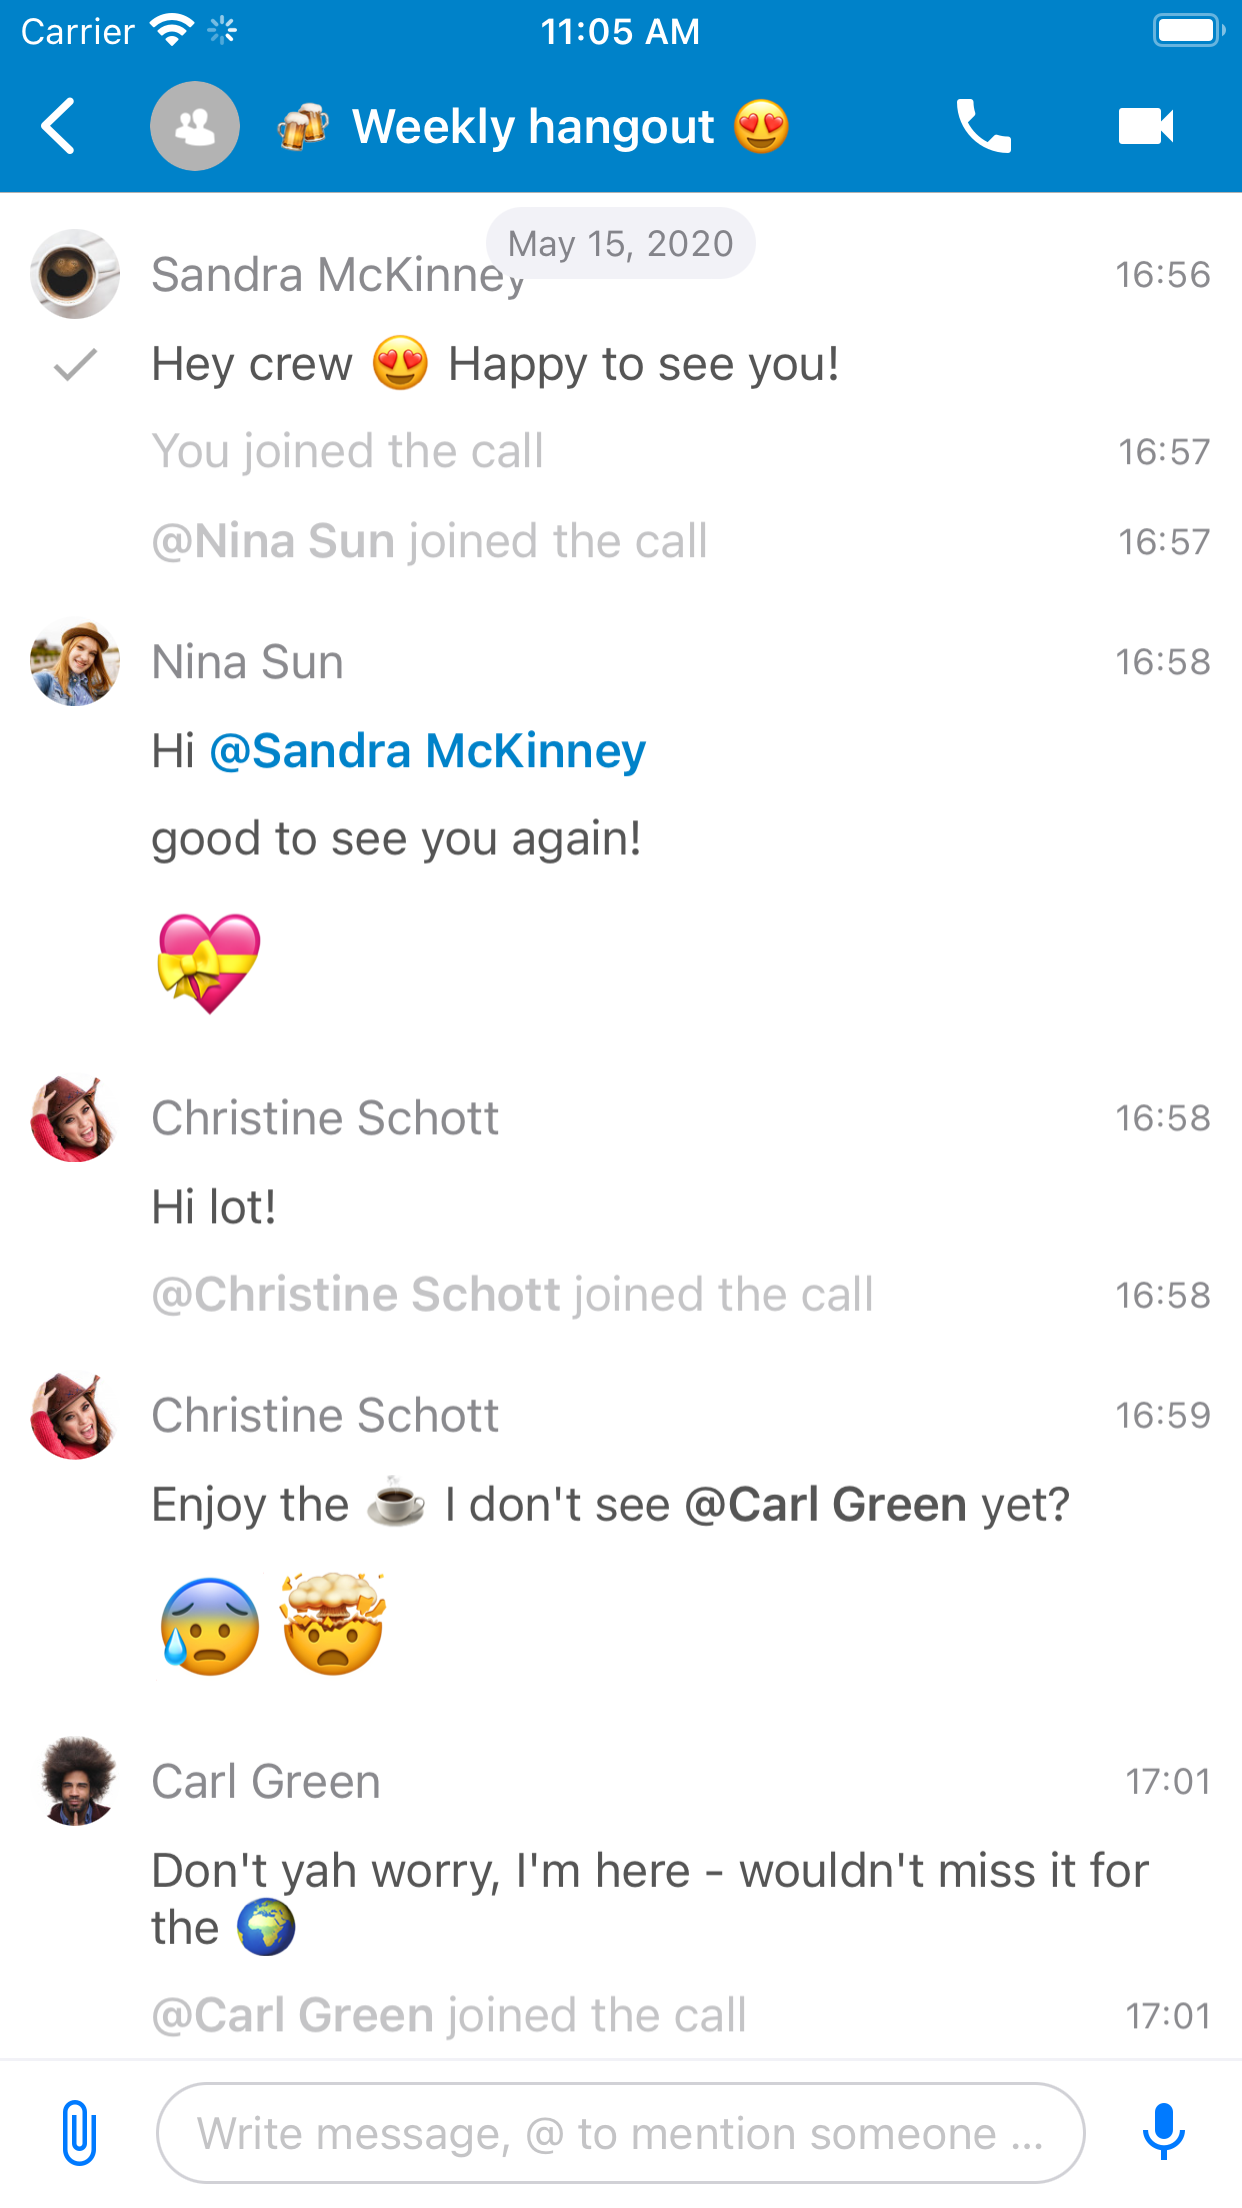 Carrier 11:05 AM
🍻 Weekly hangout 😍
May 15, 2020
Sandra McKinney 16:56
Hey crew 😍 Happy to see you!
You joined the call 16:57
@Nina Sun joined the call 16:57
Nina Sun 16:58
Hi @Sandra McKinney
good to see you again!
💝
Christine Schott 16:58
Hi lot!
@Christine Schott joined the call 16:58
Christine Schott 16:59
Enjoy the ☕ I don't see @Carl Green yet?
😰🤯
Carl Green 17:01
Don't yah worry, I'm here - wouldn't miss it for
the 🌍
@Carl Green joined the call 17:01
Write message, @ to mention someone ...